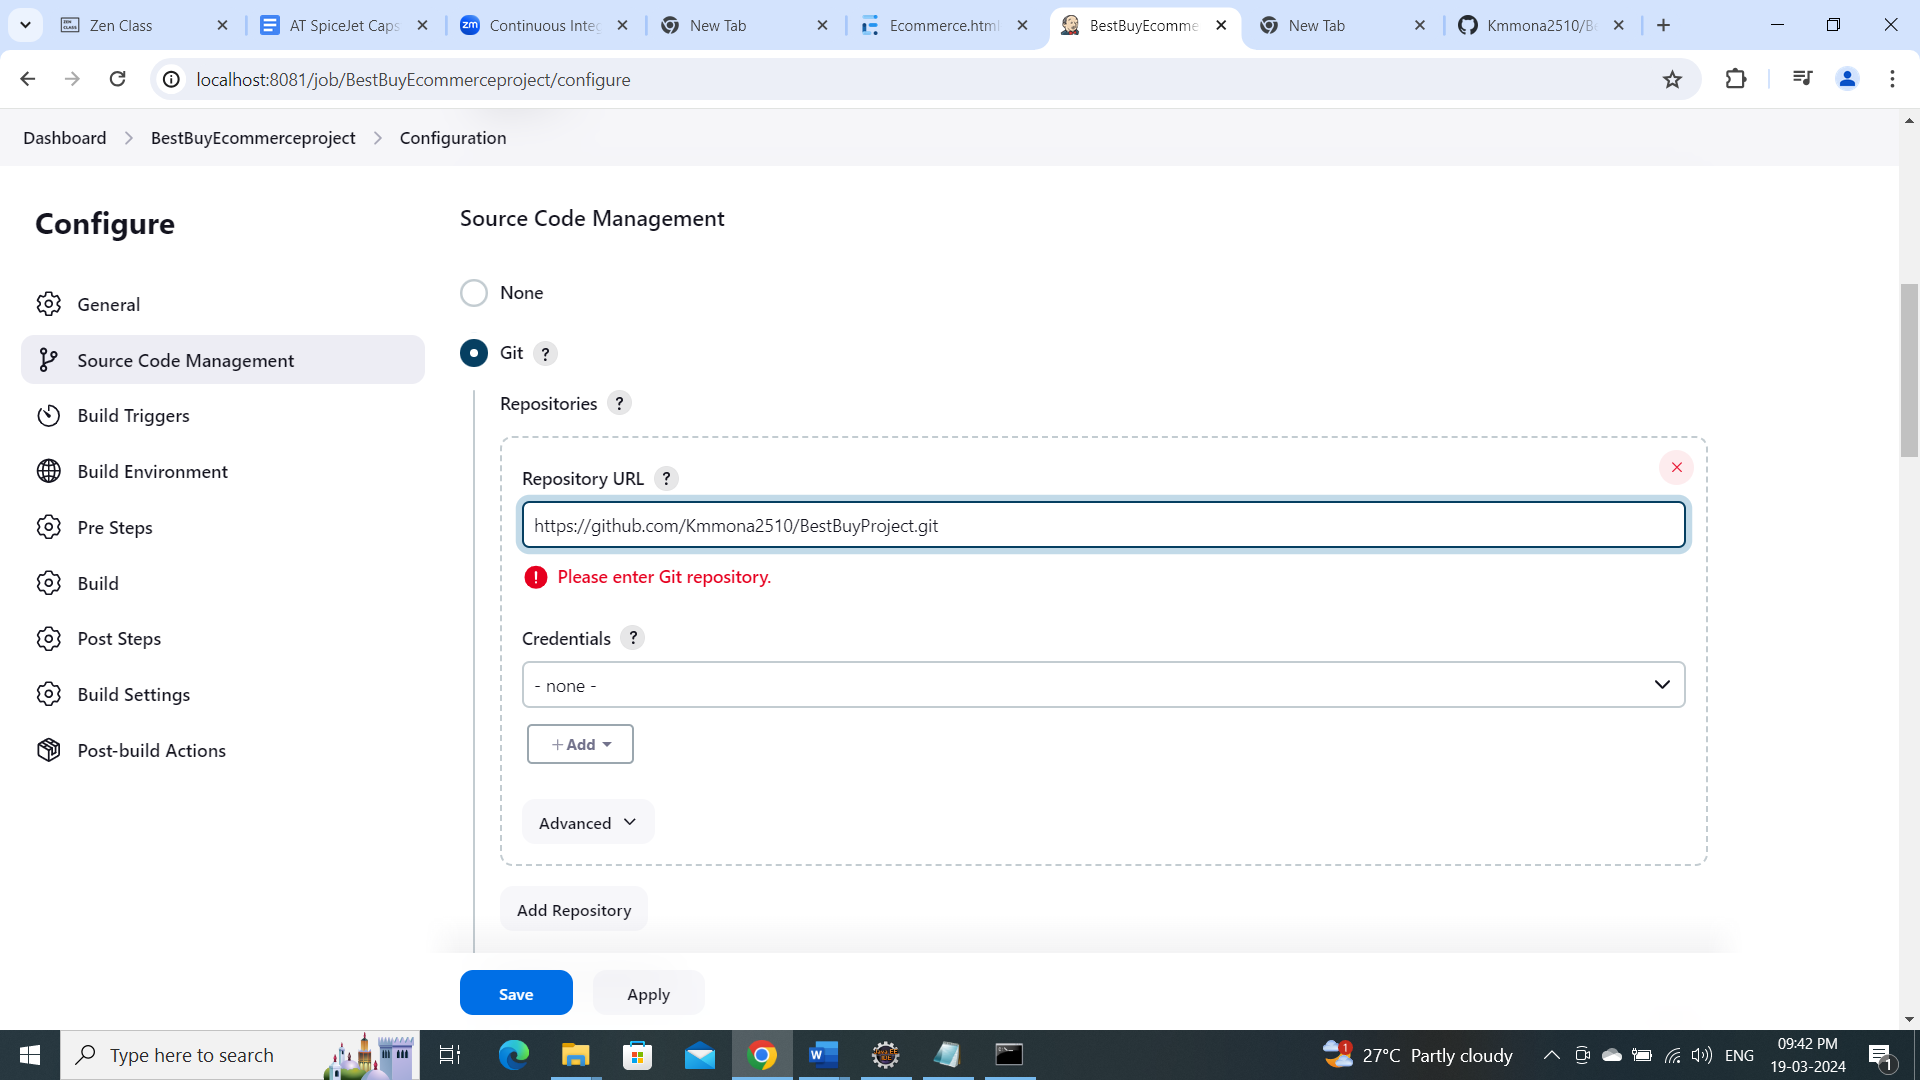 Zen Class
AT SpiceJet Caps
Continuous Integ
New Tab
Ecommerce.html
BestBuyEcomme
New Tab
Kmmona2510/Be
localhost:8081/job/BestBuyEcommerceproject/configure
Dashboard
BestBuyEcommerceproject
Configuration
Configure
General
Source Code Management
Build Triggers
Build Environment
Pre Steps
Build
Post Steps
Build Settings
Post-build Actions
Source Code Management
None
Git ?
Repositories ?
Repository URL ?
https://github.com/Kmmona2510/BestBuyProject.git
Please enter Git repository.
Credentials ?
- none -
+ Add
Advanced
Add Repository
Save
Apply
Type here to search
27°C Partly cloudy
ENG
09:42 PM
19-03-2024